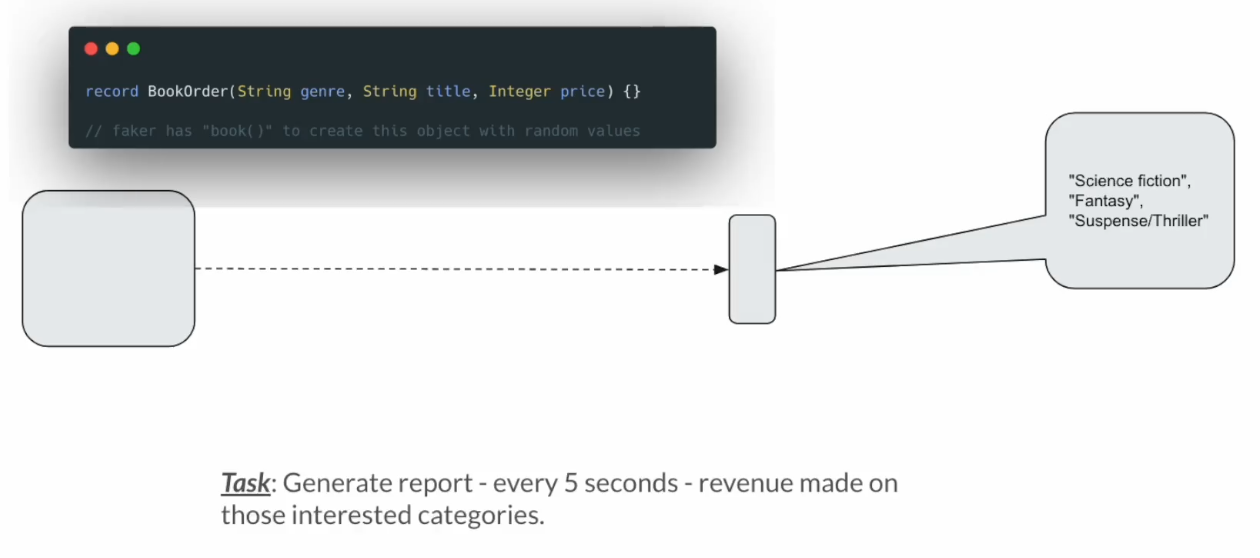 record BookOrder(String genre, String title, Integer price) {}
// faker has "book()" to create this object with random values
"Science fiction",
"Fantasy",
"Suspense/Thriller"
Task: Generate report - every 5 seconds - revenue made on
those interested categories.